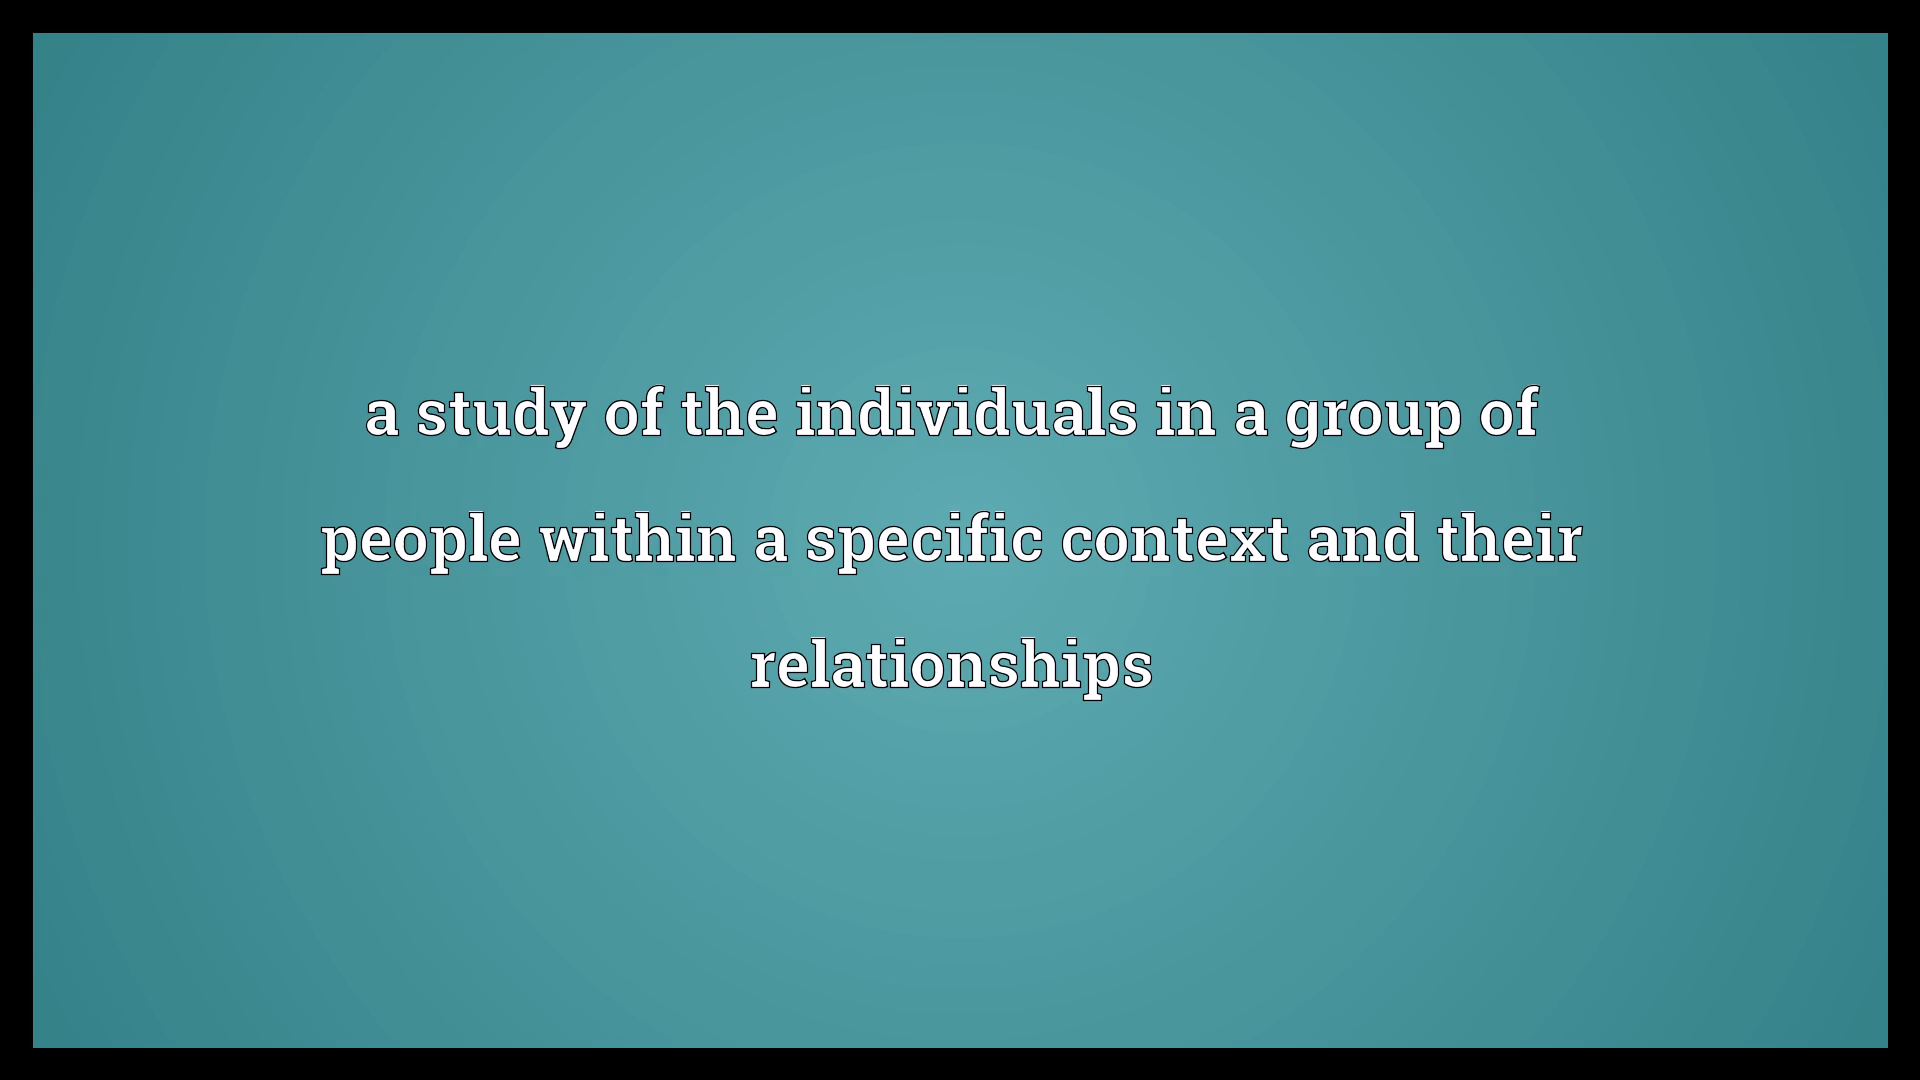 a study of the individuals in a group of
people within a specific context and their
relationships